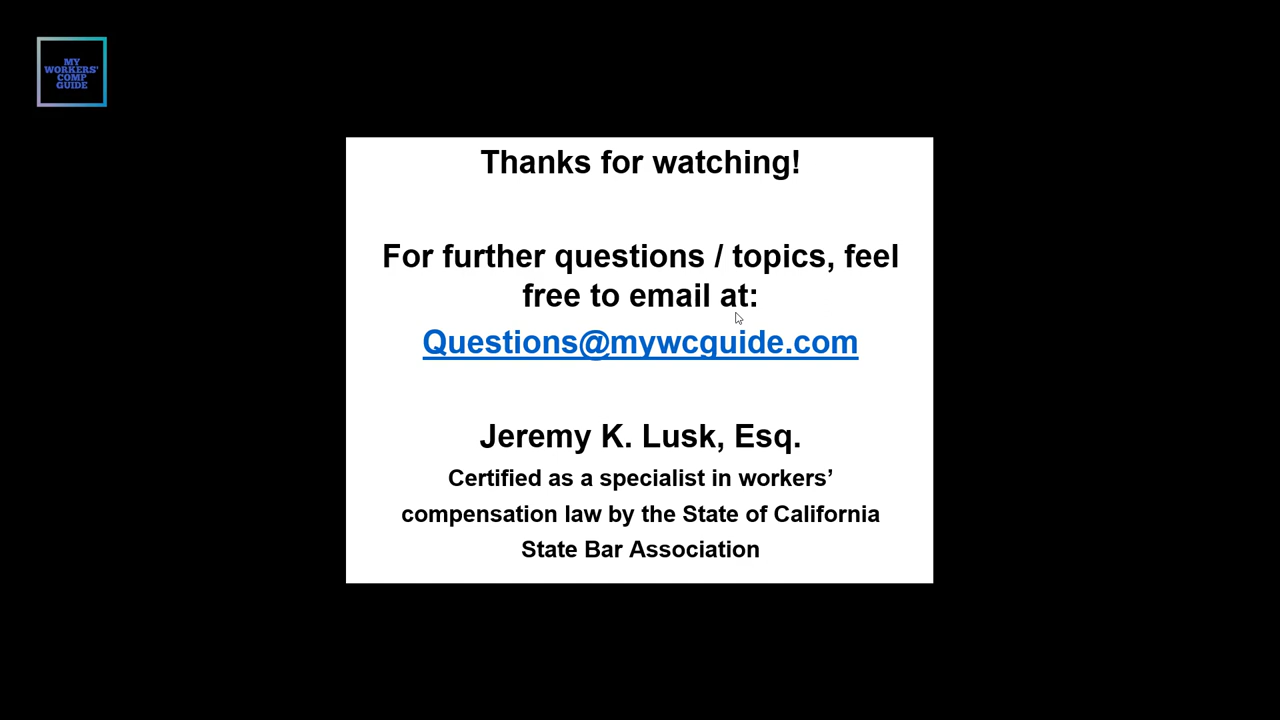 MY
WORKERS'
COMP
GUIDE
Thanks for watching!
For further questions / topics, feel
free to email at:
Questions@mywcguide.com
Jeremy K. Lusk, Esq.
Certified as a specialist in workers’
compensation law by the State of California
State Bar Association